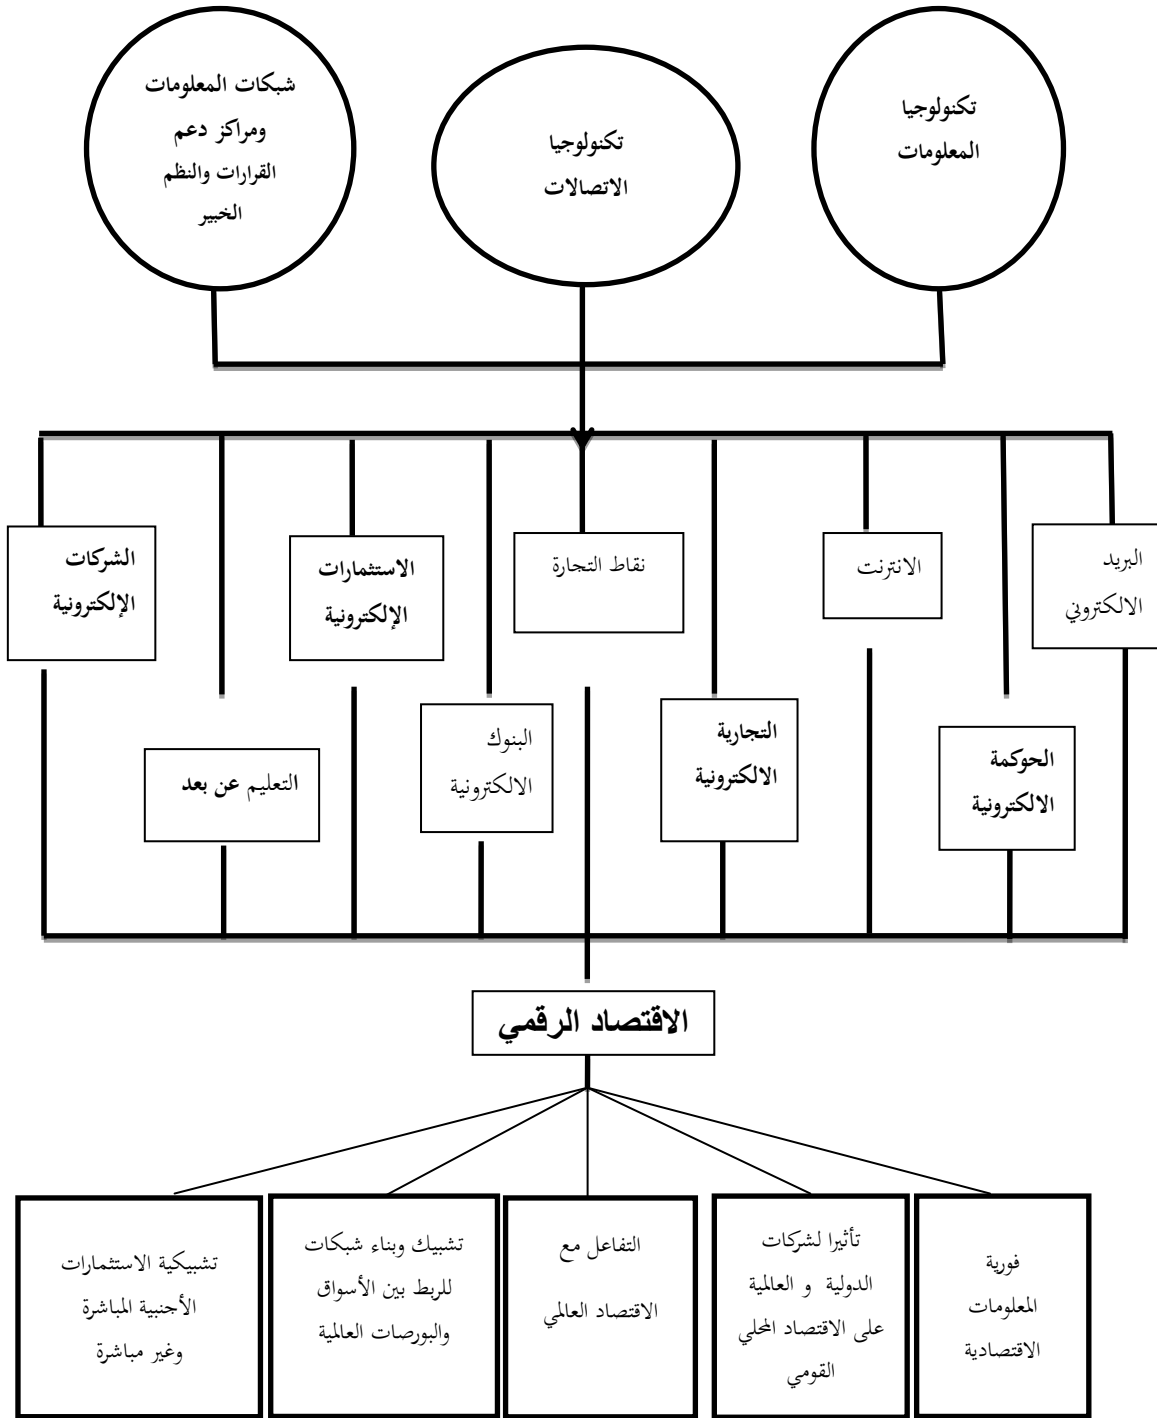 تكنولوجيا
المعلومات
تكنولوجيا
الاتصالات
شبكات المعلومات
ومراكز دعم
القرارات والنظم
الخبير
البريد
الالكتروني
الانترنت
نقاط التجارة
الاستثمارات
الإلكترونية
الشركات
الإلكترونية
الحوكمة
الالكترونية
التجارية
الالكترونية
البنوك
الالكترونية
التعليم عن بعد
الاقتصاد الرقمي
فورية
المعلومات
الاقتصادية
تأثيرا لشركات
الدولية و العالمية
على الاقتصاد المحلي
القومي
التفاعل مع
الاقتصاد العالمي
تشبيك وبناء شبكات
للربط بين الأسواق
والبورصات العالمية
تشبيكية الاستثمارات
الأجنبية المباشرة
وغير مباشرة